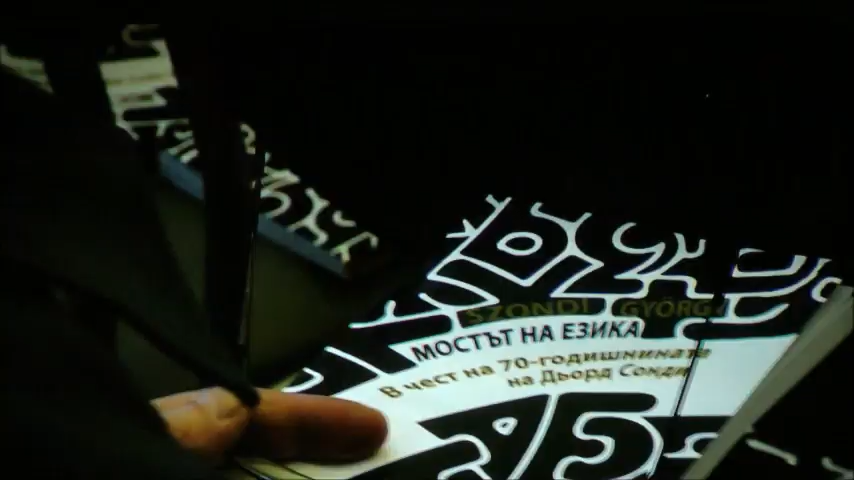 SZONDI GYÖRGY
МОСТЪТ НА ЕЗИКА
В чест на 70-годишнината
на Дьорд Сонди